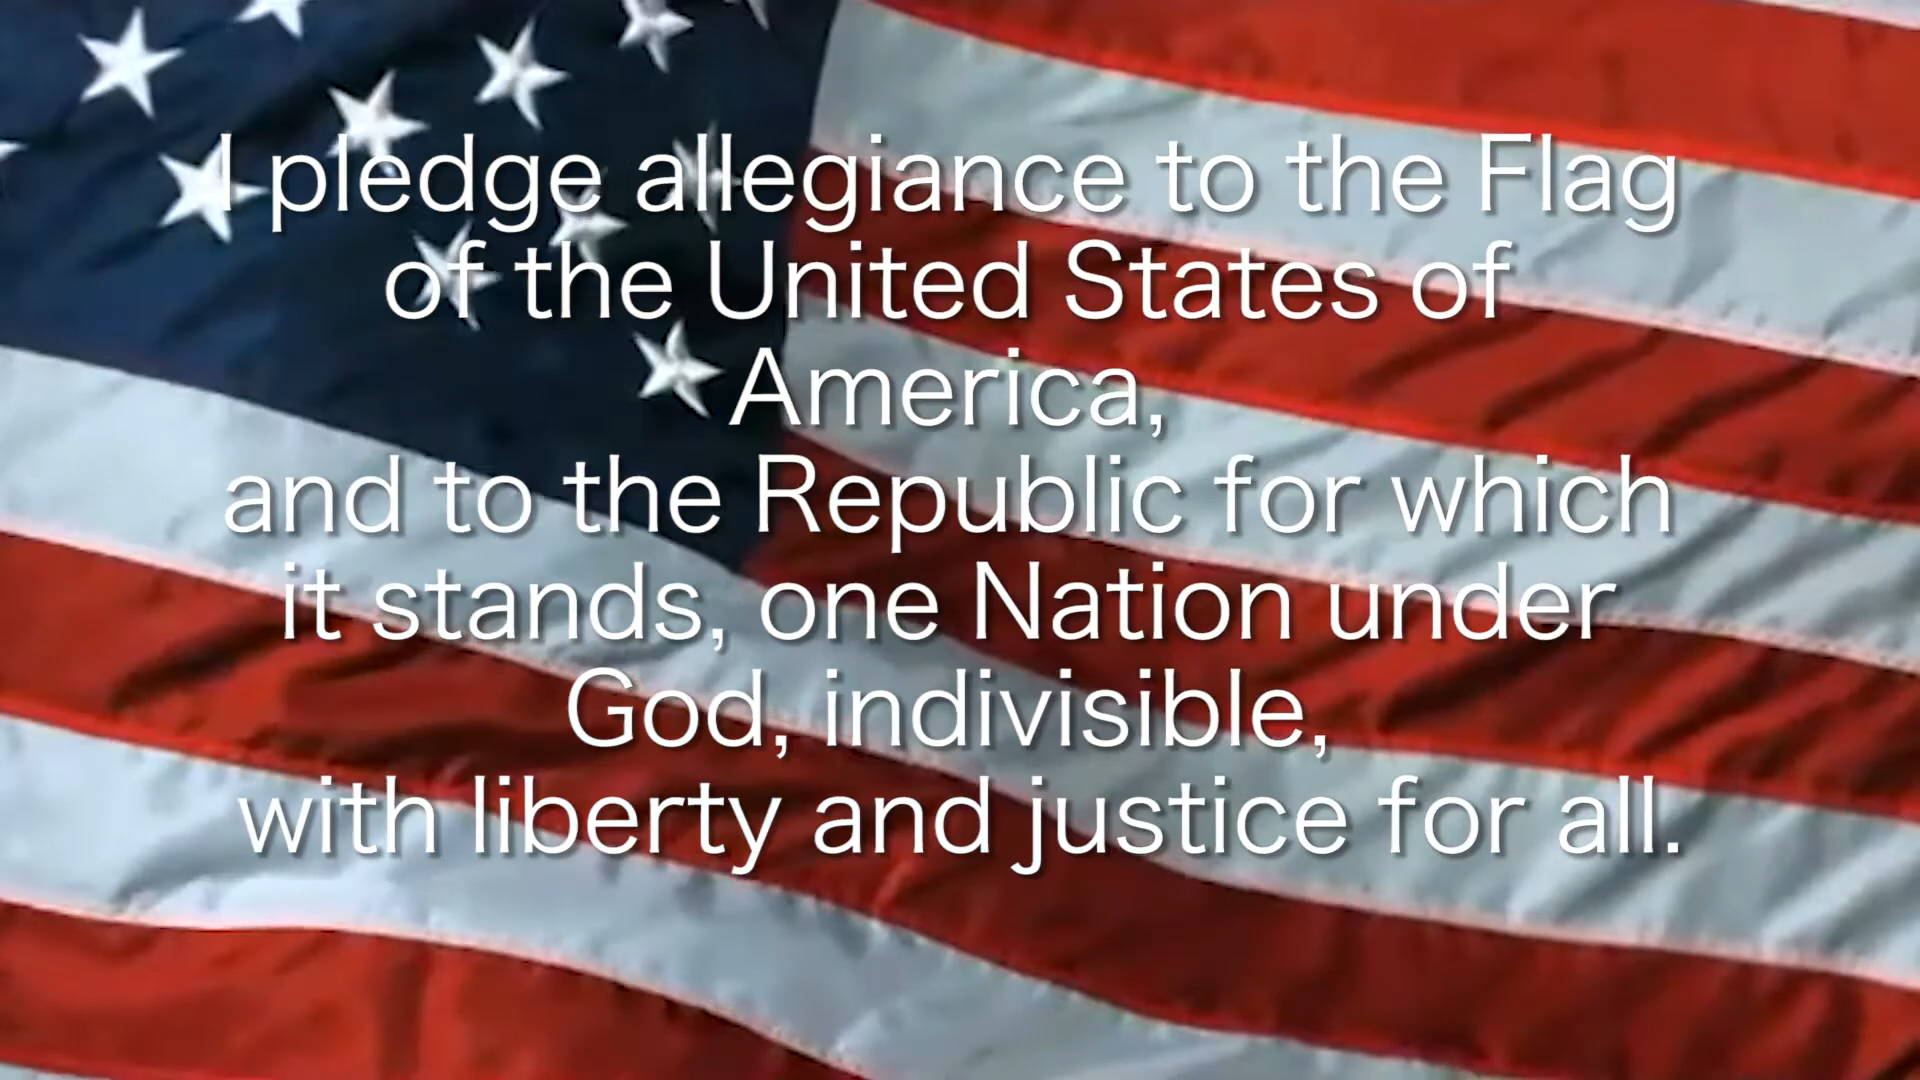 I pledge allegiance to the Flag
of the United States of
America,
and to the Republic for which
it stands, one Nation under
God, indivisible,
with liberty and justice for all.